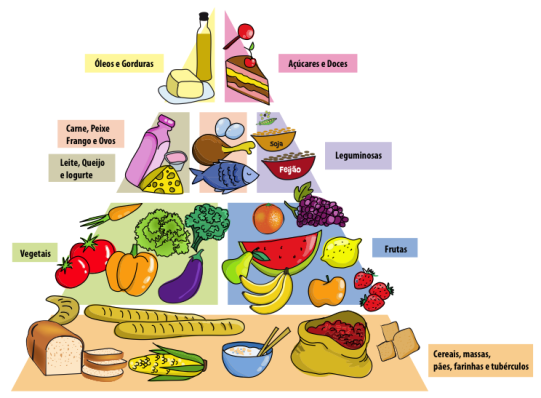 Óleos e Gorduras
Açúcares e Doces
Carne, Peixe
Frango e Ovos
Leite, Queijo
e Iogurte
Soja
Feijão
Leguminosas
Vegetais
Frutas
Cereais, massas,
pães, farinhas e tubérculos